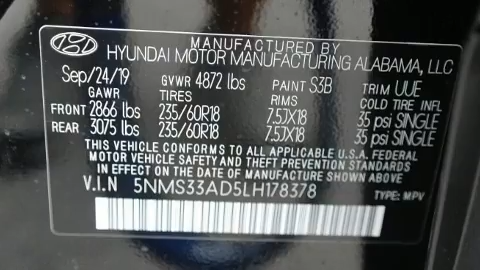 MANUFACTURED BY
HYUNDAI MOTOR MANUFACTURING ALABAMA, LLC
Sep/24/19 GVWR 4872 lbs PAINT S3B TRIM UUE
GAWR TIRES RIMS COLD TIRE INFL
FRONT 2866 lbs 235/60R18 7.5JX18 35 psi SINGLE
REAR 3075 lbs 235/60R18 7.5JX18 35 psi SINGLE
THIS VEHICLE CONFORMS TO ALL APPLICABLE U.S.A. FEDERAL
MOTOR VEHICLE SAFETY AND THEFT PREVENTION STANDARDS
IN EFFECT ON THE DATE OF MANUFACTURE SHOWN ABOVE.
V.I.N 5NMS33AD5LH178378
TYPE: MPV